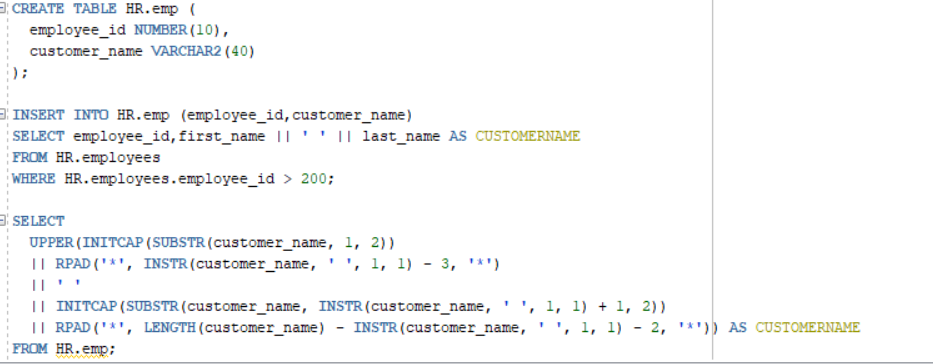 CREATE TABLE HR.emp (
employee_id NUMBER(10),
customer_name VARCHAR2(40)
);
INSERT INTO HR.emp (employee_id,customer_name)
SELECT employee_id,first_name || ' ' || last_name AS CUSTOMERNAME
FROM HR.employees
WHERE HR.employees.employee_id > 200;
SELECT
UPPER(INITCAP(SUBSTR(customer_name, 1, 2))
|| RPAD('*', INSTR(customer_name, ' ', 1, 1) - 3, '*')
|| ' '
|| INITCAP(SUBSTR(customer_name, INSTR(customer_name, ' ', 1, 1) + 1, 2))
|| RPAD('*', LENGTH(customer_name) - INSTR(customer_name, ' ', 1, 1) - 2, '*')) AS CUSTOMERNAME
FROM HR.emp;